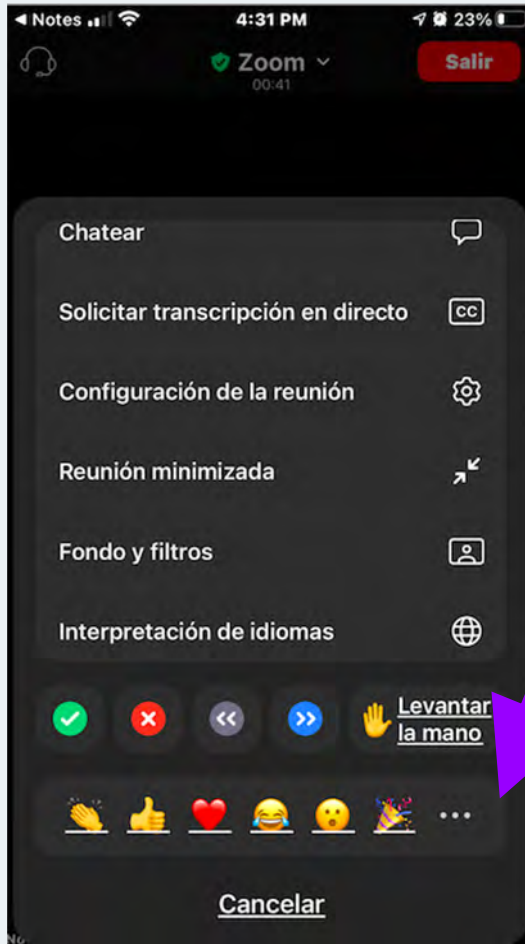 ◀ Notes 4:31 PM 23%
Zoom
00:41
Salir
Chatear
Solicitar transcripción en directo CC
Configuración de la reunión
Reunión minimizada
Fondo y filtros
Interpretación de idiomas
Levantar
la mano
Cancelar
No